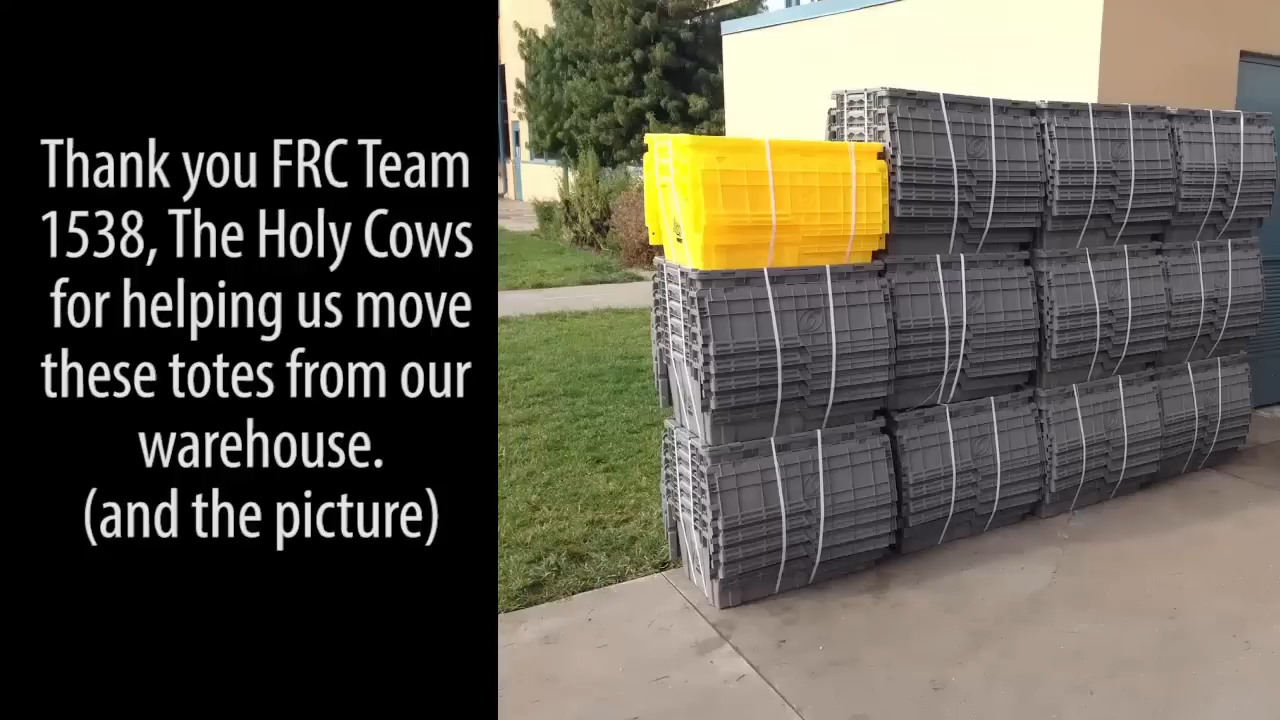 Thank you FRC Team
1538, The Holy Cows
for helping us move
these totes from our
warehouse.
(and the picture)